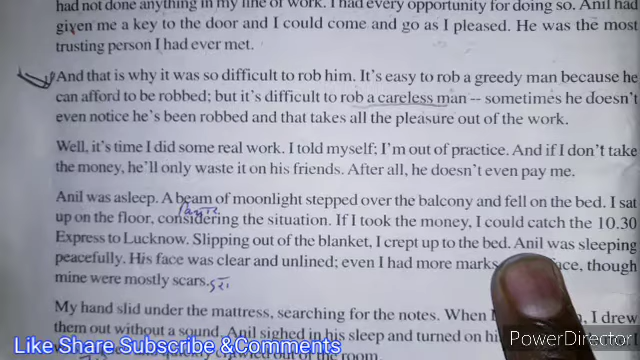 had not done anything in my line of work. I had every opportunity for doing so. Anil had
given me a key to the door and I could come and go as I pleased. He was the most
trusting person I had ever met.
And that is why it was so difficult to rob him. It's easy to rob a greedy man because he
can afford to be robbed; but it's difficult to rob a careless man -- sometimes he doesn't
even notice he's been robbed and that takes all the pleasure out of the work.
Well, it's time I did some real work. I told myself; I'm out of practice. And if I don't take
the money, he'll only waste it on his friends. After all, he doesn't even pay me.
Anil was asleep. A beam of moonlight stepped over the balcony and fell on the bed. I sat
up on the floor, considering the situation. If I took the money, I could catch the 10.30
Express to Lucknow. Slipping out of the blanket, I crept up to the bed. Anil was sleeping
peacefully. His face was clear and unlined; even I had more marks though
mine were mostly scars.
My hand slid under the mattress, searching for the notes. When I drew
them out without a sound. Anil sighed in his sleep and turned on
Like Share Subscribe &Comments
out of the room.
PowerDirector